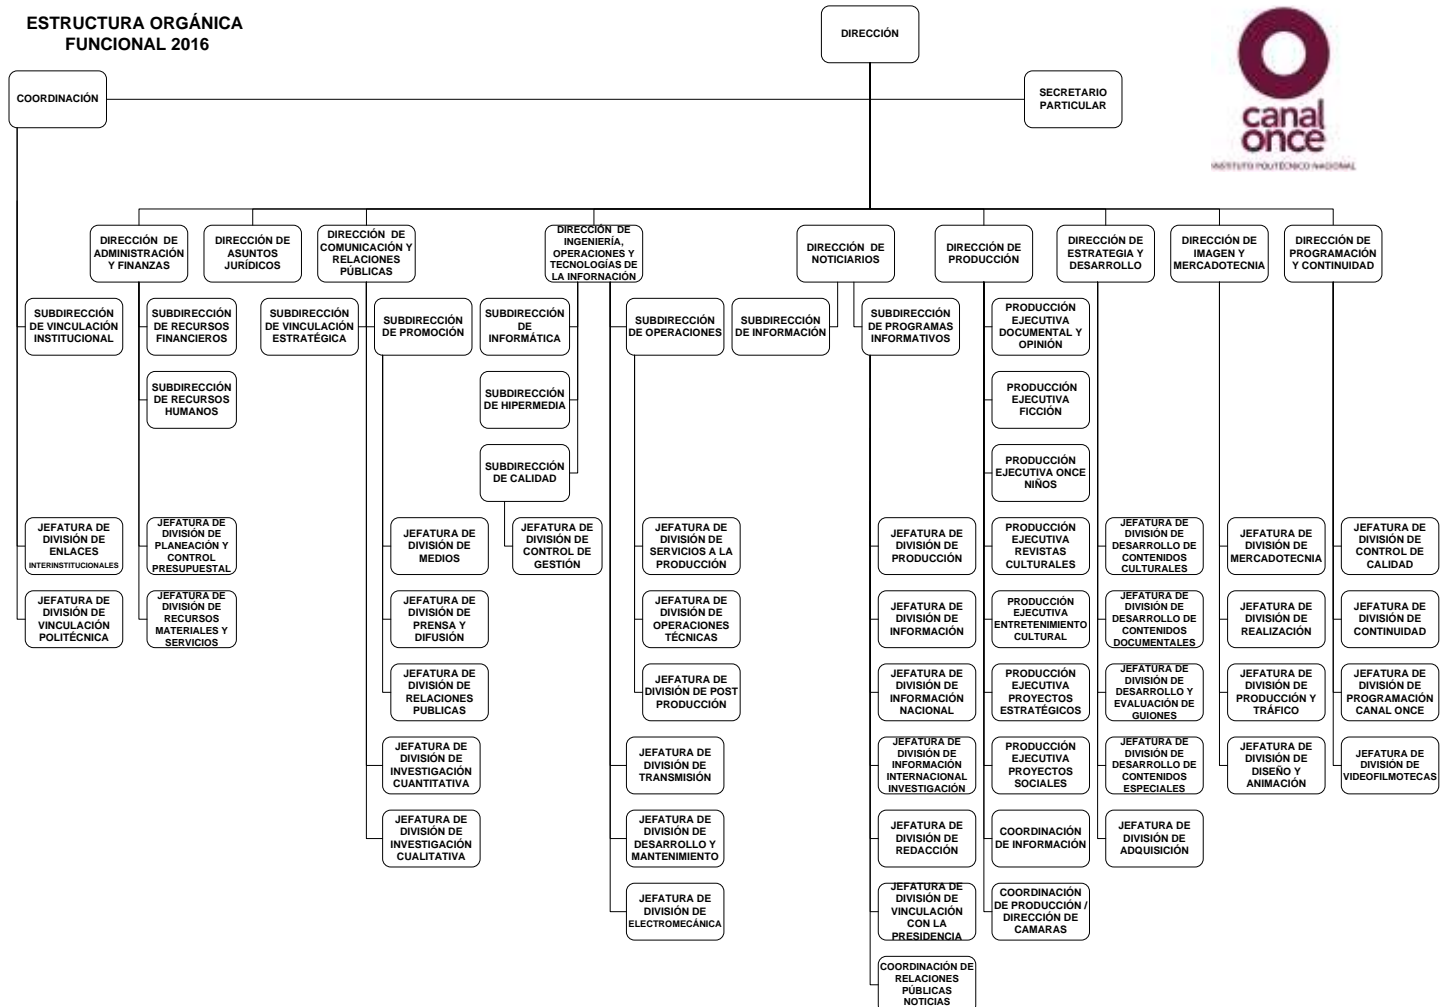 ESTRUCTURA ORGÁNICA
FUNCIONAL 2016
DIRECCIÓN
canal
once
INSTITUTO POLITÉCNICO NACIONAL
COORDINACIÓN
SECRETARIO
PARTICULAR
DIRECCIÓN DE
ADMINISTRACIÓN
Y FINANZAS
DIRECCIÓN DE
ASUNTOS
JURÍDICOS
DIRECCIÓN DE
COMUNICACIÓN Y
RELACIONES
PÚBLICAS
DIRECCIÓN DE
INGENIERÍA,
OPERACIONES Y
TECNOLOGÍAS DE
LA INFORNACIÓN
DIRECCIÓN DE
NOTICIARIOS
DIRECCIÓN DE
PRODUCCIÓN
DIRECCIÓN DE
ESTRATEGIA Y
DESARROLLO
DIRECCIÓN DE
IMAGEN Y
MERCADOTECNIA
DIRECCIÓN DE
PROGRAMACIÓN
Y CONTINUIDAD
SUBDIRECCIÓN
DE VINCULACIÓN
INSTITUCIONAL
SUBDIRECCIÓN
DE RECURSOS
FINANCIEROS
SUBDIRECCIÓN
DE VINCULACIÓN
ESTRATÉGICA
SUBDIRECCIÓN
DE PROMOCIÓN
SUBDIRECCIÓN
DE
INFORMÁTICA
SUBDIRECCIÓN
DE OPERACIONES
SUBDIRECCIÓN
DE INFORMACIÓN
SUBDIRECCIÓN
DE PROGRAMAS
INFORMATIVOS
PRODUCCIÓN
EJECUTIVA
DOCUMENTAL Y
OPINIÓN
SUBDIRECCIÓN
DE RECURSOS
HUMANOS
SUBDIRECCIÓN
DE HIPERMEDIA
PRODUCCIÓN
EJECUTIVA
FICCIÓN
SUBDIRECCIÓN
DE CALIDAD
PRODUCCIÓN
EJECUTIVA ONCE
NIÑOS
JEFATURA DE
DIVISIÓN DE
ENLACES
INTERINSTITUCIONALES
JEFATURA DE
DIVISIÓN DE
PLANEACIÓN Y
CONTROL
PRESUPUESTAL
JEFATURA DE
DIVISIÓN DE
MEDIOS
JEFATURA DE
DIVISIÓN DE
CONTROL DE
GESTIÓN
JEFATURA DE
DIVISIÓN DE
SERVICIOS A LA
PRODUCCIÓN
JEFATURA DE
DIVISIÓN DE
PRODUCCIÓN
PRODUCCIÓN
EJECUTIVA
REVISTAS
CULTURALES
JEFATURA DE
DIVISIÓN DE
DESARROLLO DE
CONTENIDOS
CULTURALES
JEFATURA DE
DIVISIÓN DE
MERCADOTECNIA
JEFATURA DE
DIVISIÓN DE
CONTROL DE
CALIDAD
JEFATURA DE
DIVISIÓN DE
VINCULACIÓN
POLITÉCNICA
JEFATURA DE
DIVISIÓN DE
RECURSOS
MATERIALES Y
SERVICIOS
JEFATURA DE
DIVISIÓN DE
PRENSA Y
DIFUSIÓN
JEFATURA DE
DIVISIÓN DE
OPERACIONES
TÉCNICAS
JEFATURA DE
DIVISIÓN DE
INFORMACIÓN
PRODUCCIÓN
EJECUTIVA
ENTRETENIMIENTO
CULTURAL
JEFATURA DE
DIVISIÓN DE
DESARROLLO DE
CONTENIDOS
DOCUMENTALES
JEFATURA DE
DIVISIÓN DE
REALIZACIÓN
JEFATURA DE
DIVISIÓN DE
CONTINUIDAD
JEFATURA DE
DIVISIÓN DE
RELACIONES
PUBLICAS
JEFATURA DE
DIVISIÓN DE POST
PRODUCCIÓN
JEFATURA DE
DIVISIÓN DE
INFORMACIÓN
NACIONAL
PRODUCCIÓN
EJECUTIVA
PROYECTOS
ESTRATÉGICOS
JEFATURA DE
DIVISIÓN DE
DESARROLLO Y
EVALUACIÓN DE
GUIONES
JEFATURA DE
DIVISIÓN DE
PRODUCCIÓN Y
TRÁFICO
JEFATURA DE
DIVISIÓN DE
PROGRAMACIÓN
CANAL ONCE
JEFATURA DE
DIVISIÓN DE
INVESTIGACIÓN
CUANTITATIVA
JEFATURA DE
DIVISIÓN DE
TRANSMISIÓN
JEFATURA DE
DIVISIÓN DE
INFORMACIÓN
INTERNACIONAL
INVESTIGACIÓN
PRODUCCIÓN
EJECUTIVA
PROYECTOS
SOCIALES
JEFATURA DE
DIVISIÓN DE
DESARROLLO DE
CONTENIDOS
ESPECIALES
JEFATURA DE
DIVISIÓN DE
DISEÑO Y
ANIMACIÓN
JEFATURA DE
DIVISIÓN DE
VIDEOFILMOTECAS
JEFATURA DE
DIVISIÓN DE
INVESTIGACIÓN
CUALITATIVA
JEFATURA DE
DIVISIÓN DE
DESARROLLO Y
MANTENIMIENTO
JEFATURA DE
DIVISIÓN DE
REDACCIÓN
COORDINACIÓN
DE INFORMACIÓN
JEFATURA DE
DIVISIÓN DE
ADQUISICIÓN
JEFATURA DE
DIVISIÓN DE
ELECTROMECÁNICA
JEFATURA DE
DIVISIÓN DE
VINCULACIÓN
CON LA
PRESIDENCIA
COORDINACIÓN
DE PRODUCCIÓN /
DIRECCIÓN DE
CAMARAS
COORDINACIÓN DE
RELACIONES
PÚBLICAS
NOTICIAS